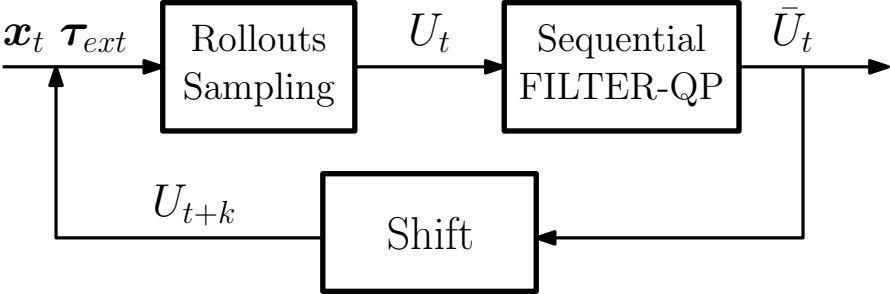 𝒙_t 𝝉_ext
Rollouts
Sampling
U_t
Sequential
FILTER-QP
Ū_t
U_{t+k}
Shift